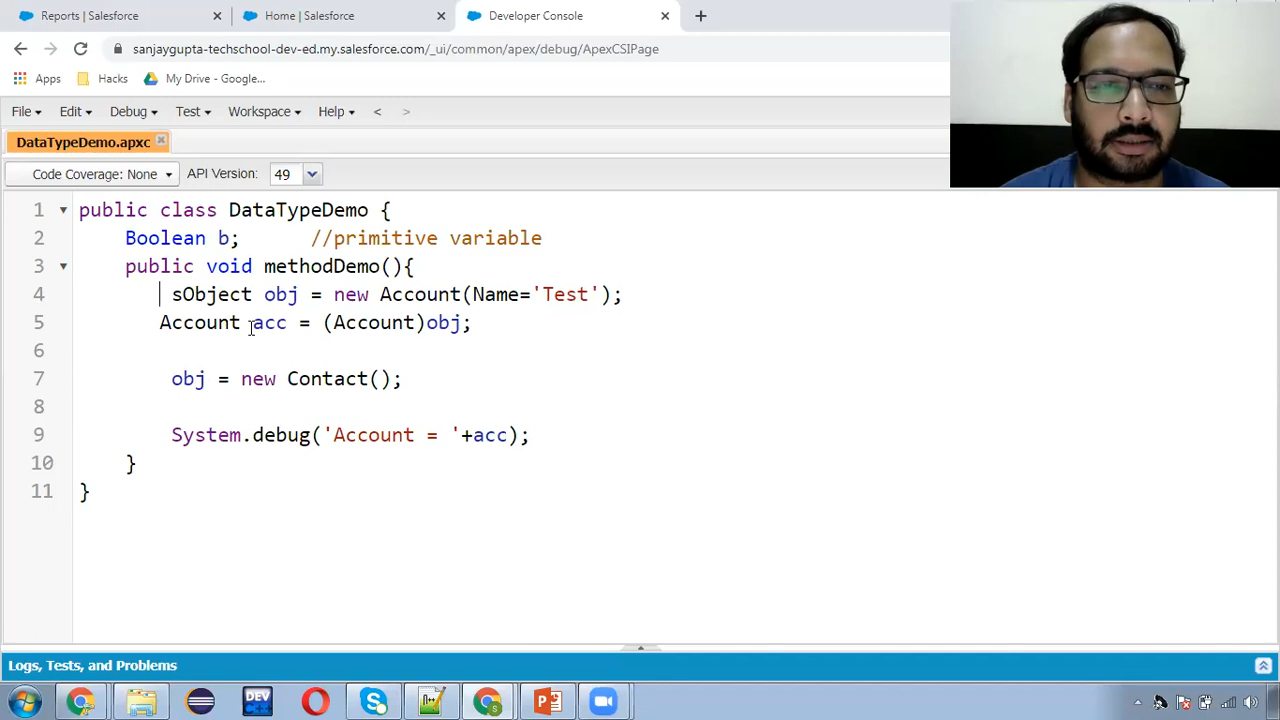 Reports | Salesforce
Home | Salesforce
Developer Console
sanjaygupta-techschool-dev-ed.my.salesforce.com/_ui/common/apex/debug/ApexCSIPage
Apps
Hacks
My Drive - Google...
File
Edit
Debug
Test
Workspace
Help
<
>
DataTypeDemo.apxc
Code Coverage: None
API Version:
49
1 public class DataTypeDemo {
2 Boolean b; //primitive variable
3 public void methodDemo(){
4 sObject obj = new Account(Name='Test');
5 Account acc = (Account)obj;
6
7 obj = new Contact();
8
9 System.debug('Account = '+acc);
10 }
11 }
Logs, Tests, and Problems
DEV